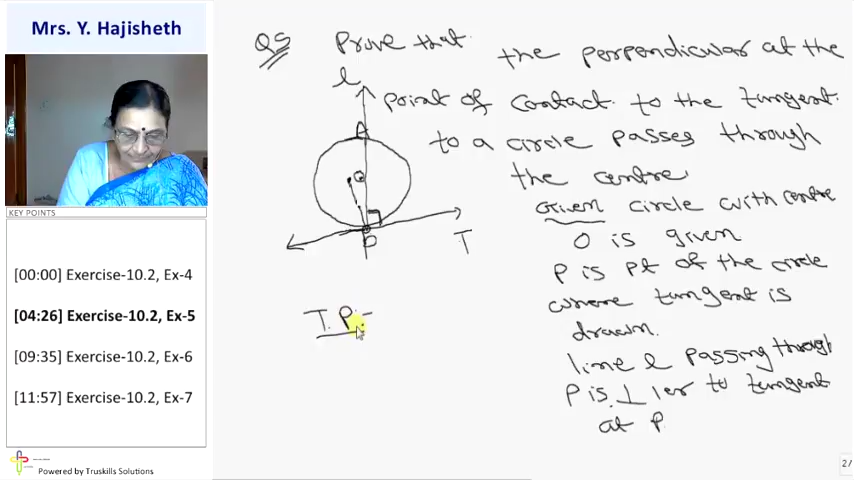 Mrs. Y. Hajisheth
KEY POINTS
[00:00] Exercise-10.2, Ex-4
[04:26] Exercise-10.2, Ex-5
[09:35] Exercise-10.2, Ex-6
[11:57] Exercise-10.2, Ex-7
Powered by Truskills Solutions
Q5 Prove that the perpendicular at the
point of contact to the tangent
to a circle passes through
the centre
Given circle with centre
O is given
P is pt of the circle
where tangent is
drawn.
line l passing through
P is ⊥ ler to tangent
at P
l
A
O
P
T
T. P:-
2/